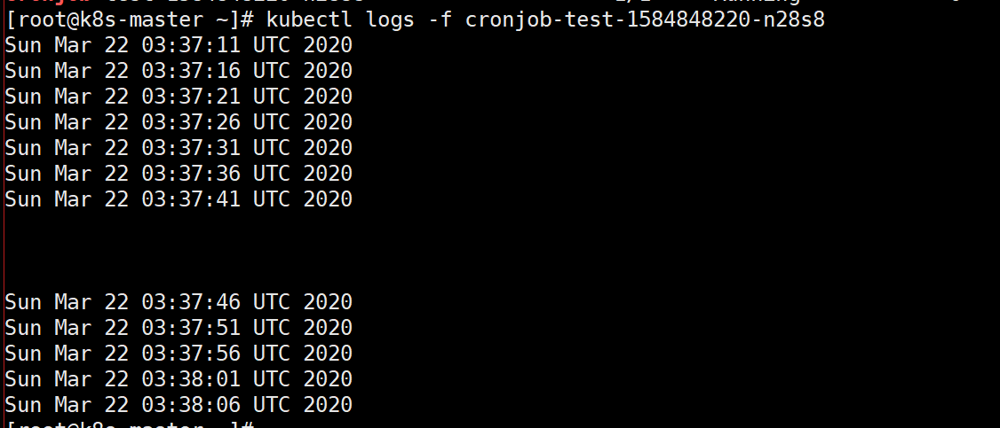 [root@k8s-master ~]# kubectl logs -f cronjob-test-1584848220-n28s8
Sun Mar 22 03:37:11 UTC 2020
Sun Mar 22 03:37:16 UTC 2020
Sun Mar 22 03:37:21 UTC 2020
Sun Mar 22 03:37:26 UTC 2020
Sun Mar 22 03:37:31 UTC 2020
Sun Mar 22 03:37:36 UTC 2020
Sun Mar 22 03:37:41 UTC 2020
Sun Mar 22 03:37:46 UTC 2020
Sun Mar 22 03:37:51 UTC 2020
Sun Mar 22 03:37:56 UTC 2020
Sun Mar 22 03:38:01 UTC 2020
Sun Mar 22 03:38:06 UTC 2020
[root@k8s-master ~]#